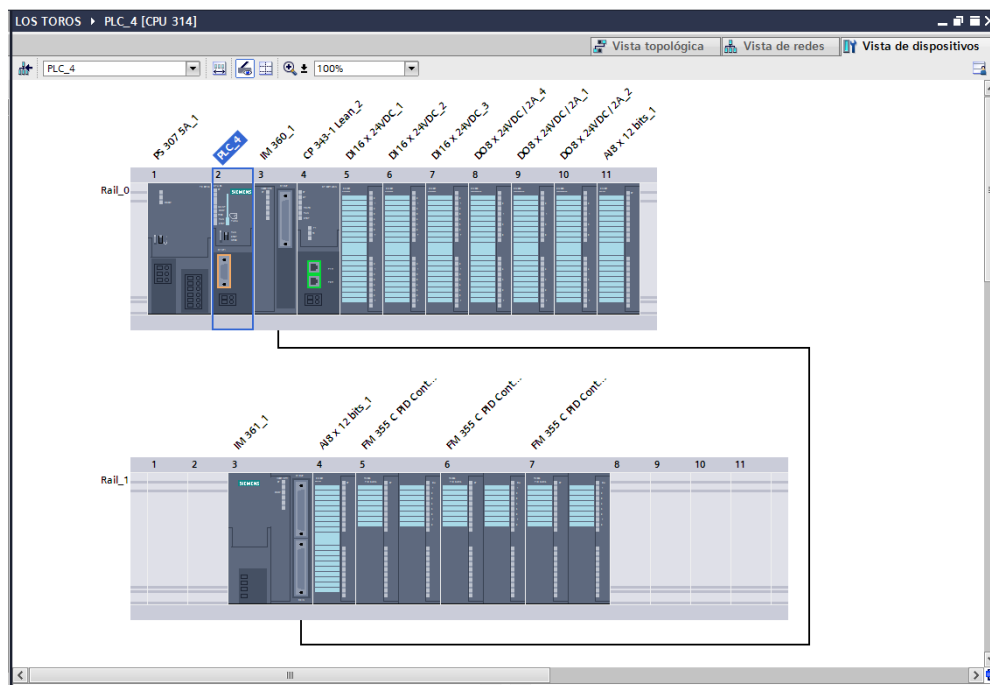 LOS TOROS ▸ PLC_4 [CPU 314]
Vista topológica Vista de redes Vista de dispositivos
PLC_4 100%
PS 307 5A_1 PLC_4 IM 360_1 CP 343-1 Lean_2 DI16 x 24VDC_1 DI16 x 24VDC_2 DI16 x 24VDC_3 DO8 x 24VDC / 2A_4 DO8 x 24VDC / 2A_1 DO8 x 24VDC / 2A_2 AI8 x 12 bits_1
1 2 3 4 5 6 7 8 9 10 11
Rail_0
SIEMENS
IM 361_1 AI8 x 12 bits_1 FM 355 C PID Cont... FM 355 C PID Cont... FM 355 C PID Cont...
1 2 3 4 5 6 7 8 9 10 11
Rail_1
SIEMENS